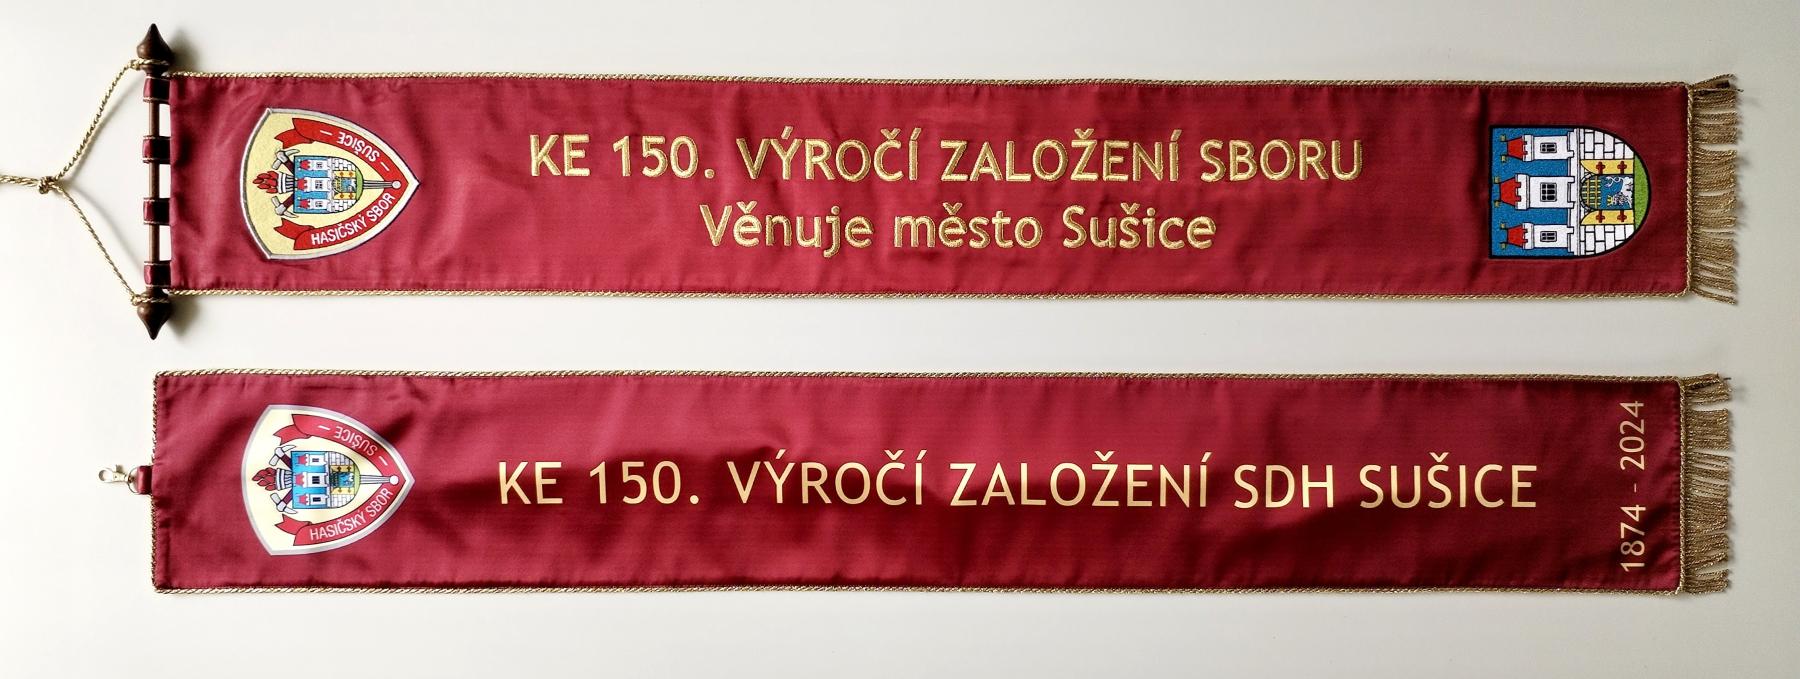 – SUŠICE –
HASIČSKÝ SBOR
KE 150. VÝROČÍ ZALOŽENÍ SBORU
Věnuje město Sušice
– SUŠICE –
HASIČSKÝ SBOR
KE 150. VÝROČÍ ZALOŽENÍ SDH SUŠICE
1874 - 2024